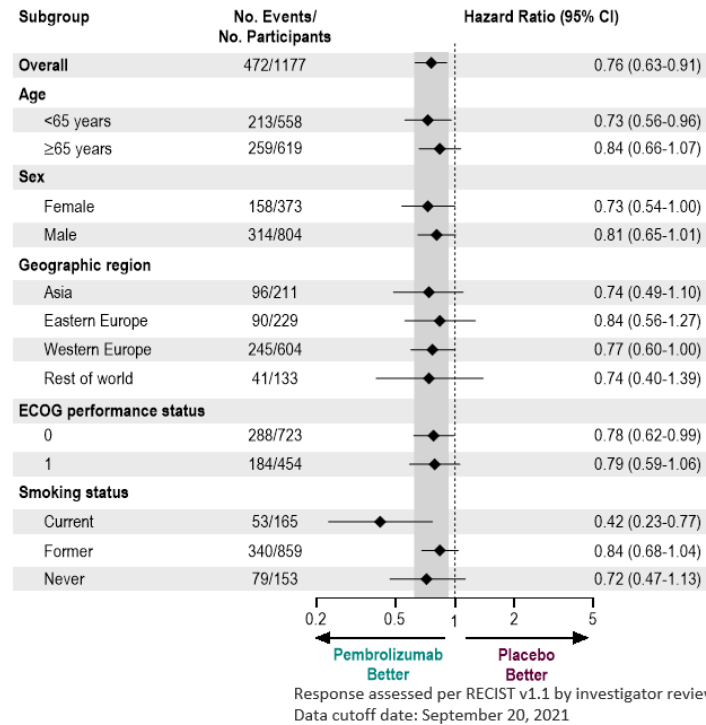 Subgroup No. Events/ Hazard Ratio (95% CI)
No. Participants
Overall 472/1177 0.76 (0.63-0.91)
Age
<65 years 213/558 0.73 (0.56-0.96)
≥65 years 259/619 0.84 (0.66-1.07)
Sex
Female 158/373 0.73 (0.54-1.00)
Male 314/804 0.81 (0.65-1.01)
Geographic region
Asia 96/211 0.74 (0.49-1.10)
Eastern Europe 90/229 0.84 (0.56-1.27)
Western Europe 245/604 0.77 (0.60-1.00)
Rest of world 41/133 0.74 (0.40-1.39)
ECOG performance status
0 288/723 0.78 (0.62-0.99)
1 184/454 0.79 (0.59-1.06)
Smoking status
Current 53/165 0.42 (0.23-0.77)
Former 340/859 0.84 (0.68-1.04)
Never 79/153 0.72 (0.47-1.13)
0.2 0.5 1 2 5
Pembrolizumab Placebo
Better Better
Response assessed per RECIST v1.1 by investigator review
Data cutoff date: September 20, 2021